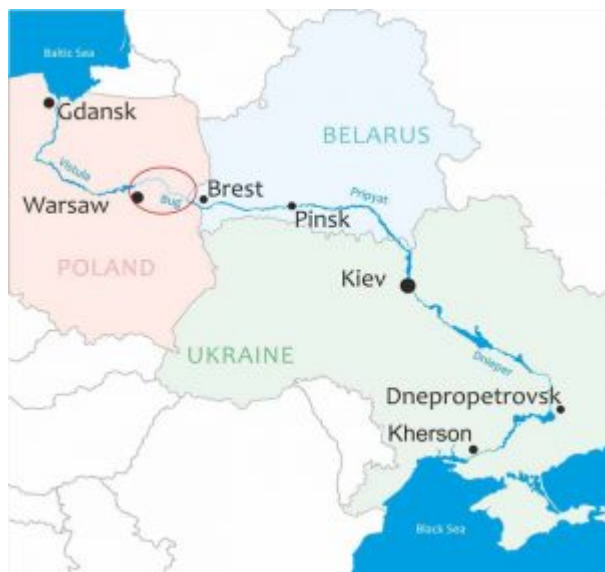 Baltic Sea
Gdansk
BELARUS
Vistula
Brest
Pripyat
Warsaw
Bug
Pinsk
POLAND
Kiev
UKRAINE
Dnieper
Dnepropetrovsk
Kherson
Black Sea